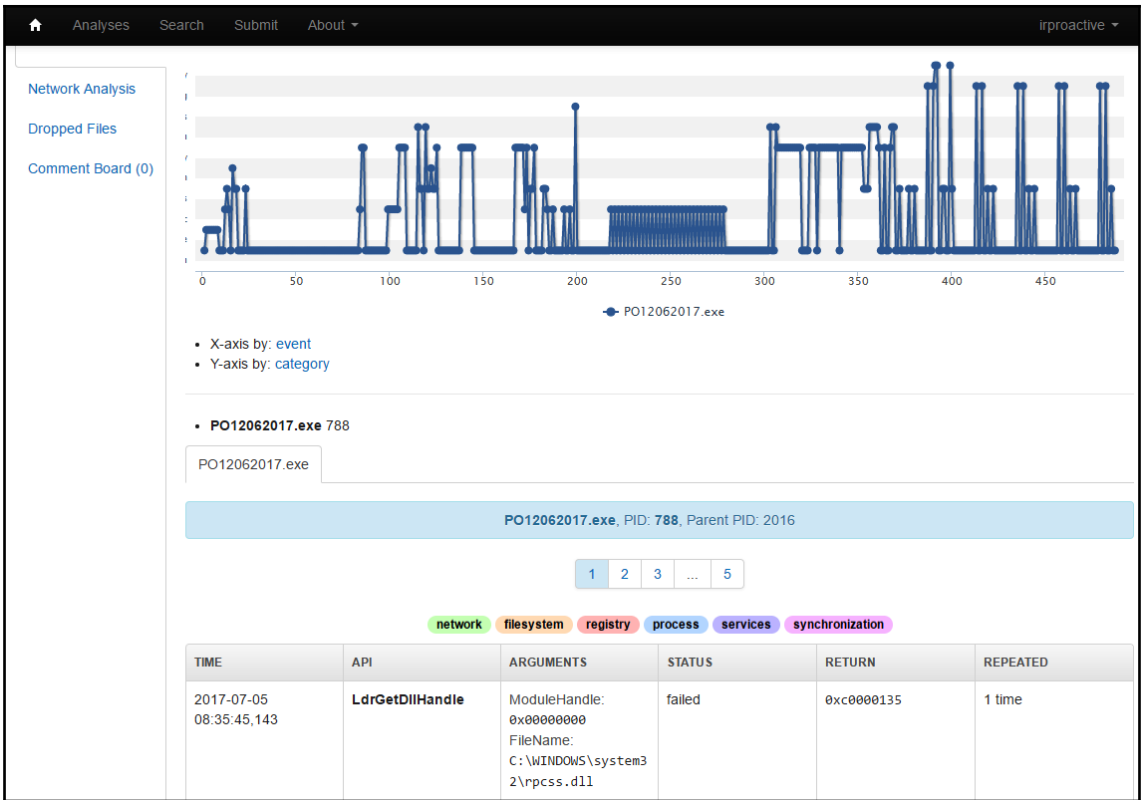 Analyses Search Submit About irproactive
Network Analysis
Dropped Files
Comment Board (0)
0 50 100 150 200 250 300 350 400 450
PO12062017.exe
X-axis by: event
Y-axis by: category
PO12062017.exe 788
PO12062017.exe
PO12062017.exe, PID: 788, Parent PID: 2016
1 2 3 ... 5
network filesystem registry process services synchronization
TIME API ARGUMENTS STATUS RETURN REPEATED
2017-07-05 LdrGetDllHandle ModuleHandle: failed 0xc0000135 1 time
08:35:45,143 0x00000000
FileName:
C:\WINDOWS\system3
2\rpcss.dll